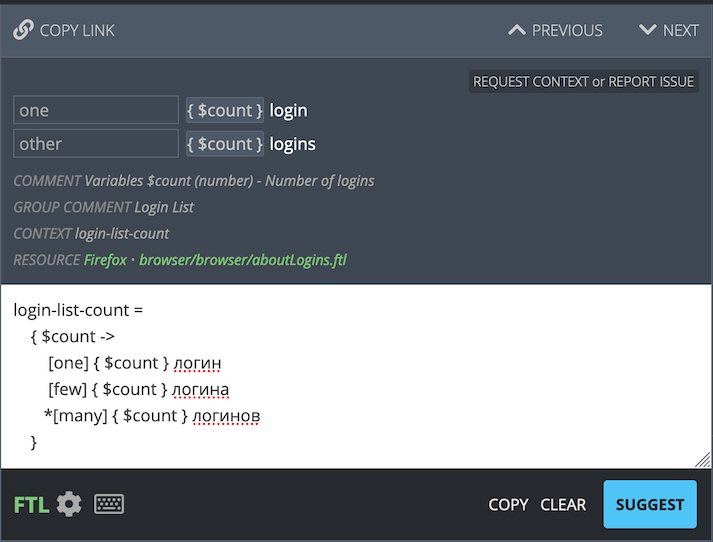 COPY LINK PREVIOUS NEXT
REQUEST CONTEXT or REPORT ISSUE
one { $count } login
other { $count } logins
COMMENT Variables $count (number) - Number of logins
GROUP COMMENT Login List
CONTEXT login-list-count
RESOURCE Firefox · browser/browser/aboutLogins.ftl
login-list-count =
{ $count ->
[one] { $count } логин
[few] { $count } логина
*[many] { $count } логинов
}
FTL COPY CLEAR SUGGEST